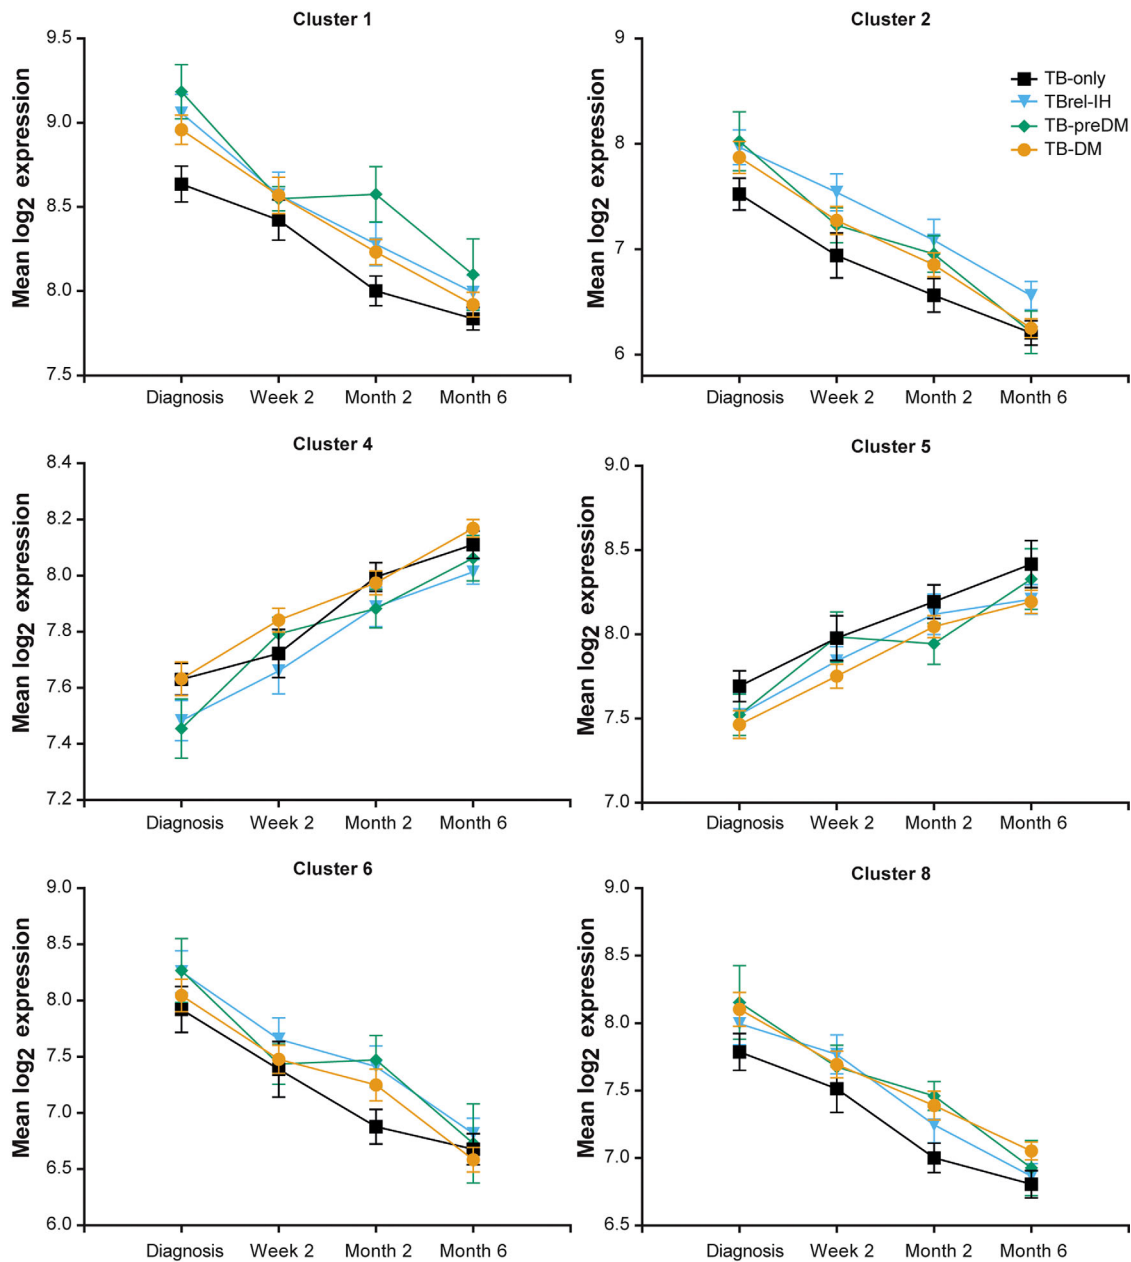 Cluster 1
Mean log2 expression
9.5
9.0
8.5
8.0
7.5
Diagnosis Week 2 Month 2 Month 6
Cluster 2
Mean log2 expression
9
8
7
6
Diagnosis Week 2 Month 2 Month 6
TB-only
TBrel-IH
TB-preDM
TB-DM
Cluster 4
Mean log2 expression
8.4
8.2
8.0
7.8
7.6
7.4
7.2
Diagnosis Week 2 Month 2 Month 6
Cluster 5
Mean log2 expression
9.0
8.5
8.0
7.5
7.0
Diagnosis Week 2 Month 2 Month 6
Cluster 6
Mean log2 expression
9.0
8.5
8.0
7.5
7.0
6.5
6.0
Diagnosis Week 2 Month 2 Month 6
Cluster 8
Mean log2 expression
9.0
8.5
8.0
7.5
7.0
6.5
Diagnosis Week 2 Month 2 Month 6